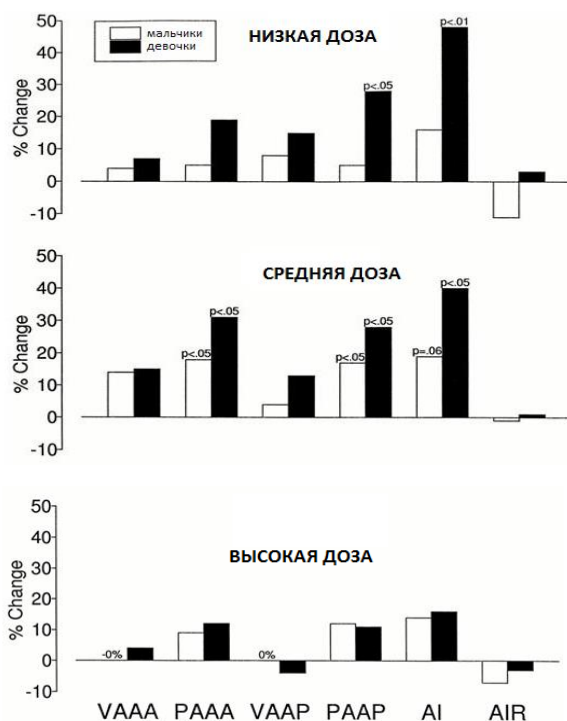 50
40
30
20
10
0
-10
% Change
мальчики
девочки
НИЗКАЯ ДОЗА
p<.05
p<.01
50
40
30
20
10
0
-10
% Change
СРЕДНЯЯ ДОЗА
p<.05
p<.05
p<.05
p<.05
p=.06
p<.05
50
40
30
20
10
0
-10
% Change
ВЫСОКАЯ ДОЗА
-0%
0%
VAAA PAAA VAAP PAAP AI AIR